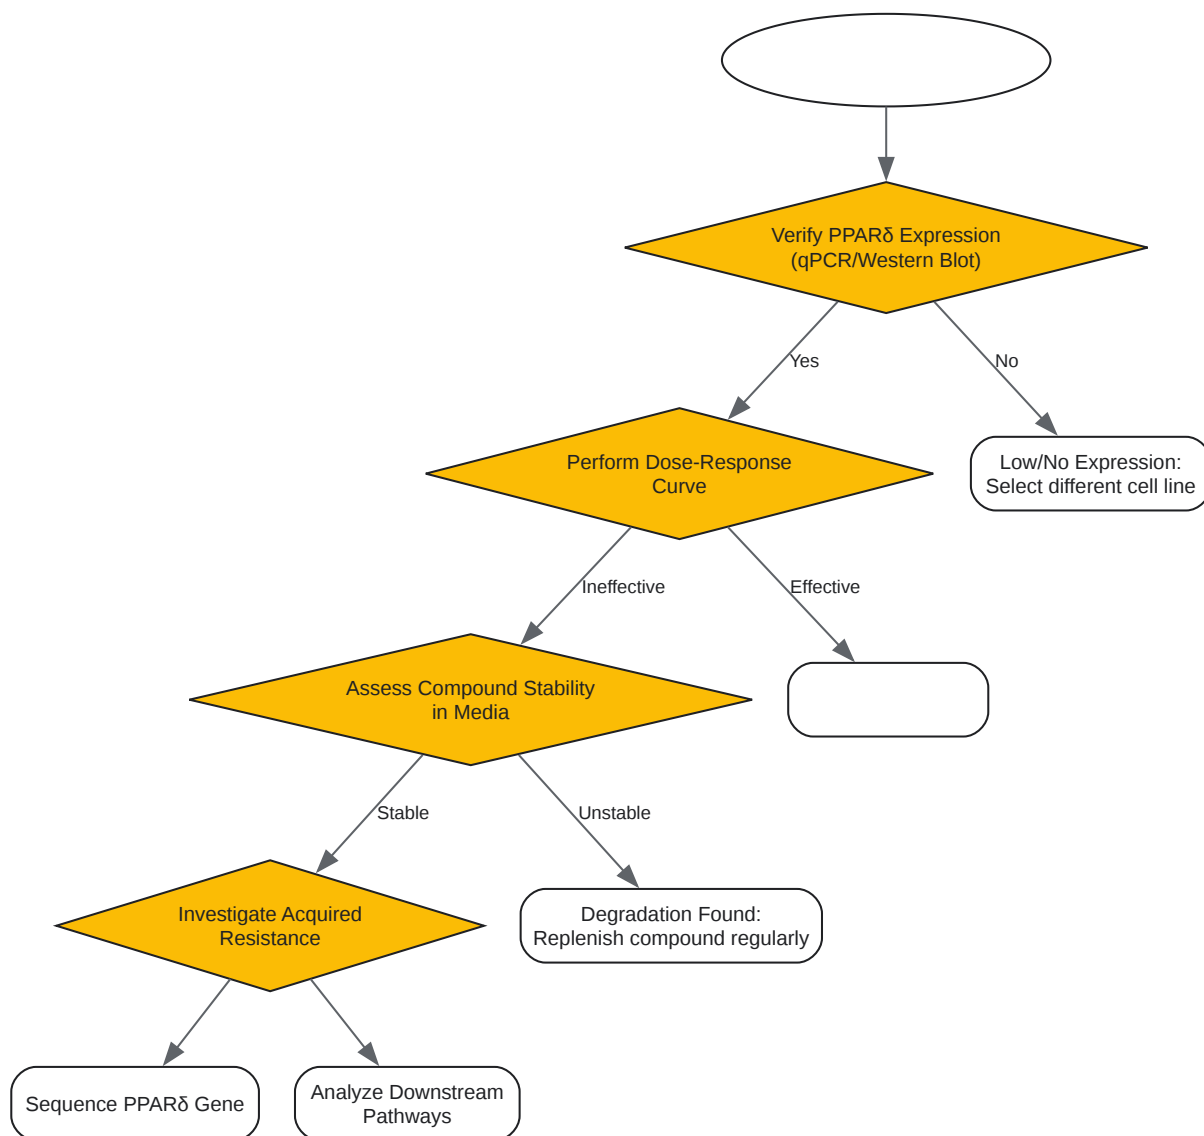 Verify PPARδ Expression
(qPCR/Western Blot)
Yes
No
Perform Dose-Response
Curve
Low/No Expression:
Select different cell line
Ineffective
Effective
Assess Compound Stability
in Media
Stable
Unstable
Investigate Acquired
Resistance
Degradation Found:
Replenish compound regularly
Sequence PPARδ Gene
Analyze Downstream
Pathways